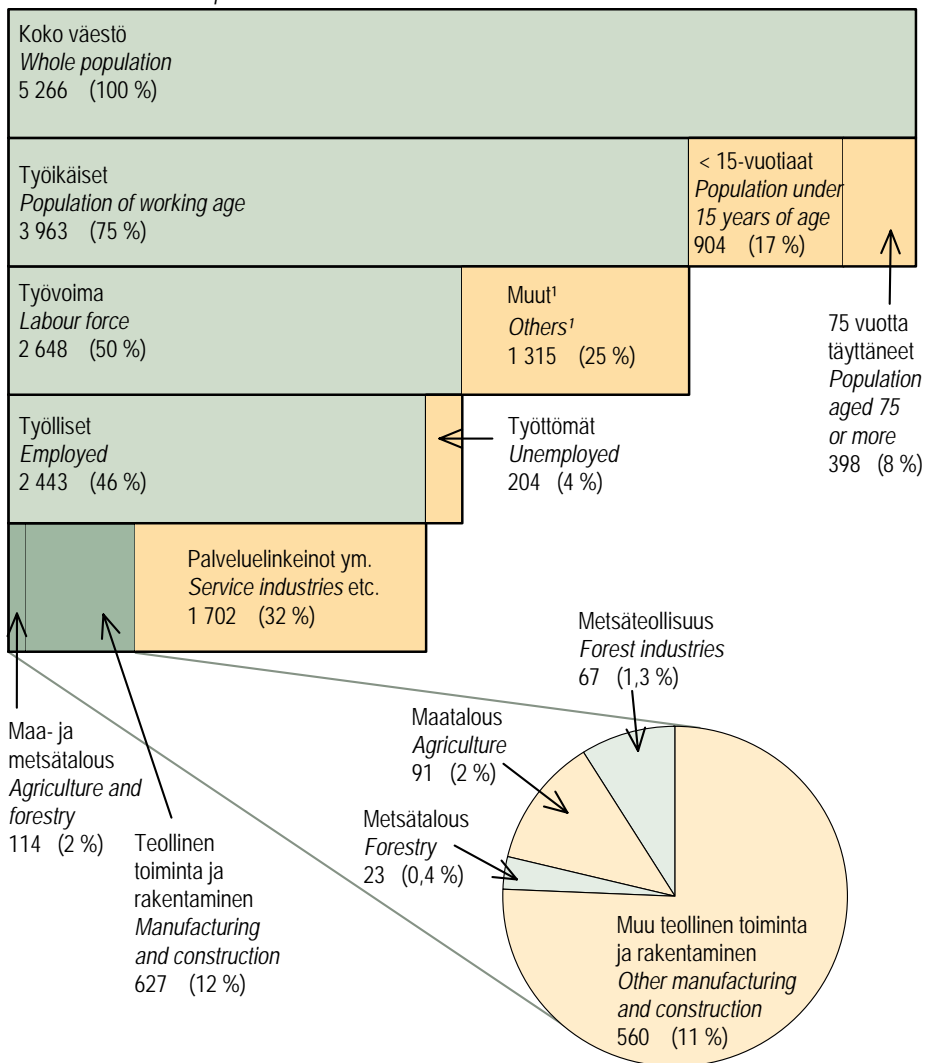 Koko väestö
Whole population
5 266 (100 %)
Työikäiset
Population of working age
3 963 (75 %)
< 15-vuotiaat
Population under
15 years of age
904 (17 %)
Työvoima
Labour force
2 648 (50 %)
Muut¹
Others¹
1 315 (25 %)
75 vuotta
täyttäneet
Population
aged 75
or more
398 (8 %)
Työlliset
Employed
2 443 (46 %)
Työttömät
Unemployed
204 (4 %)
Palveluelinkeinot ym.
Service industries etc.
1 702 (32 %)
Maa- ja
metsätalous
Agriculture and
forestry
114 (2 %)
Teollinen
toiminta ja
rakentaminen
Manufacturing
and construction
627 (12 %)
Metsäteollisuus
Forest industries
67 (1,3 %)
Maatalous
Agriculture
91 (2 %)
Metsätalous
Forestry
23 (0,4 %)
Muu teollinen toiminta
ja rakentaminen
Other manufacturing
and construction
560 (11 %)